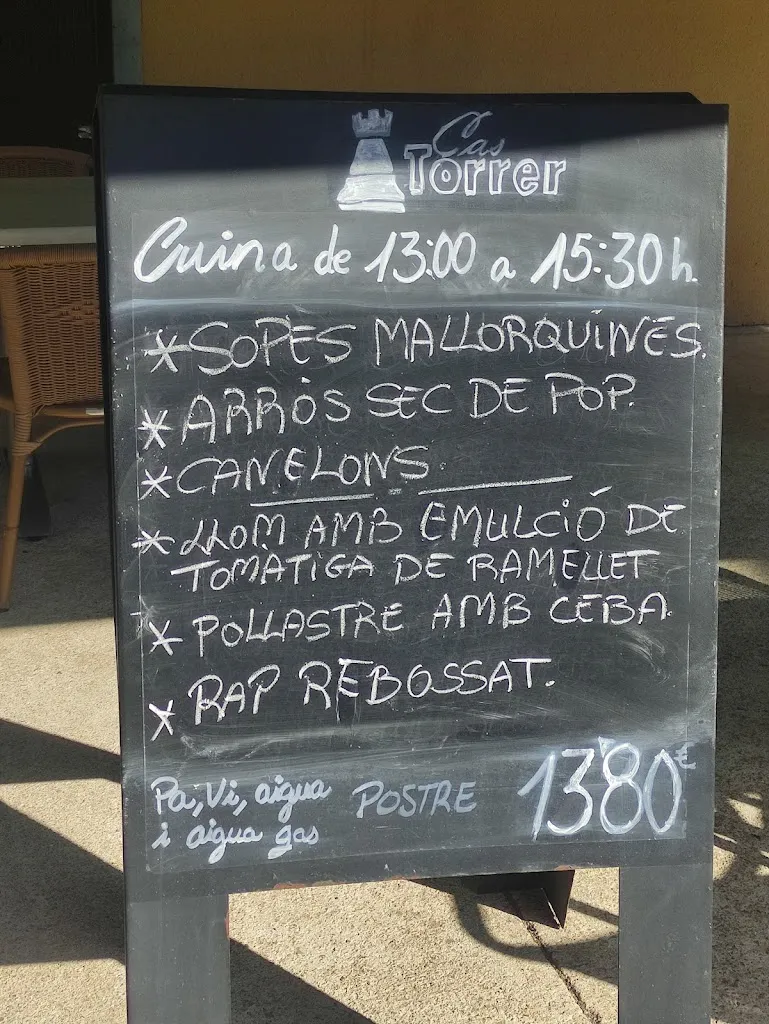 Cas
Torrer
Cuina de 13:00 a 15:30 h
* SOPES MALLORQUINES.
* ARRÒS SEC DE POP.
* CANELONS.
* LLOM AMB EMULCIÓ DE
TOMÀTIGA DE RAMELLET
* POLLASTRE AMB CEBA.
* RAP REBOSSAT.
Pa, Vi, aigua POSTRE 13'80€
i aigua gas